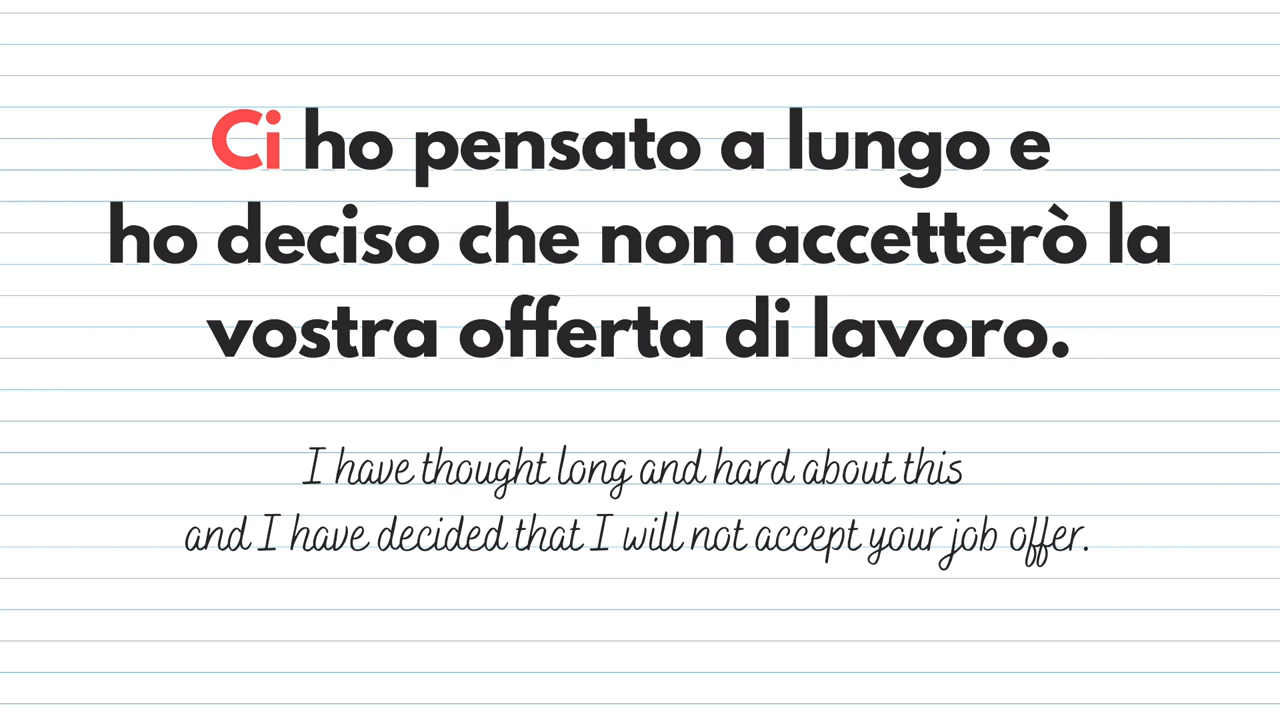 Ci ho pensato a lungo e
ho deciso che non accetterò la
vostra offerta di lavoro.
I have thought long and hard about this
and I have decided that I will not accept your job offer.